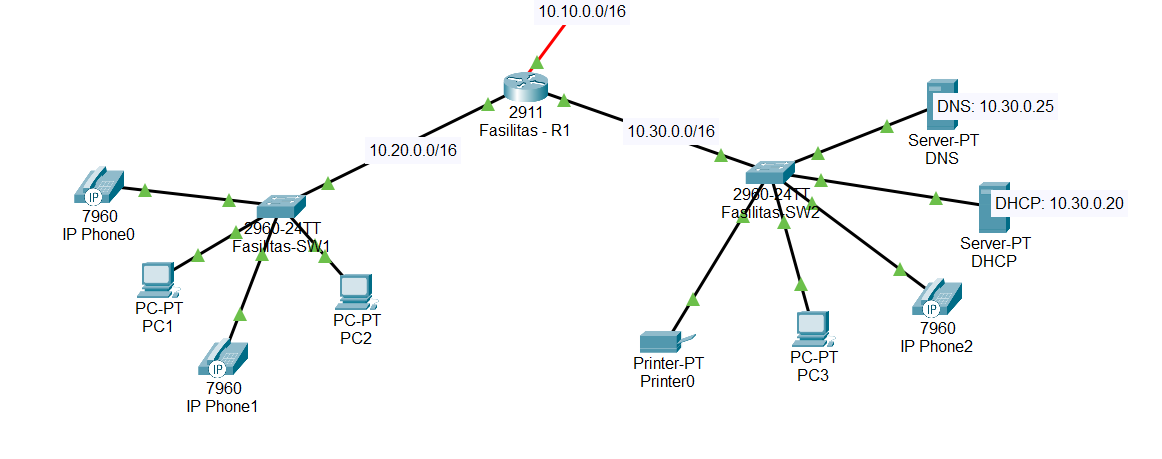 10.10.0.0/16
2911
Fasilitas - R1
10.20.0.0/16
10.30.0.0/16
DNS: 10.30.0.25
Server-PT
DNS
DHCP: 10.30.0.20
Server-PT
DHCP
2960-24TT
Fasilitas-SW1
2960-24TT
Fasilitas-SW2
IP
7960
IP Phone0
PC-PT
PC1
PC-PT
PC2
IP
7960
IP Phone1
Printer-PT
Printer0
PC-PT
PC3
IP
7960
IP Phone2